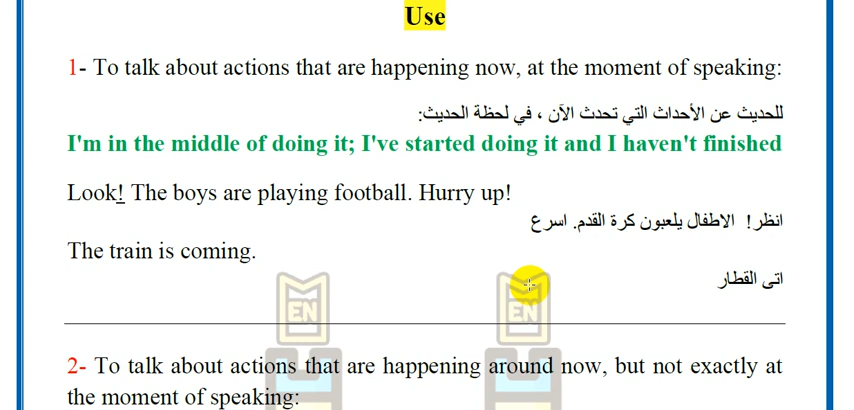 Use
1- To talk about actions that are happening now, at the moment of speaking:
للحديث عن الأحداث التي تحدث الآن ، في لحظة الحديث:
I'm in the middle of doing it; I've started doing it and I haven't finished
Look! The boys are playing football. Hurry up!
انظر! الاطفال يلعبون كرة القدم. اسرع
The train is coming.
اتى القطار
EN EN
2- To talk about actions that are happening around now, but not exactly at
the moment of speaking: